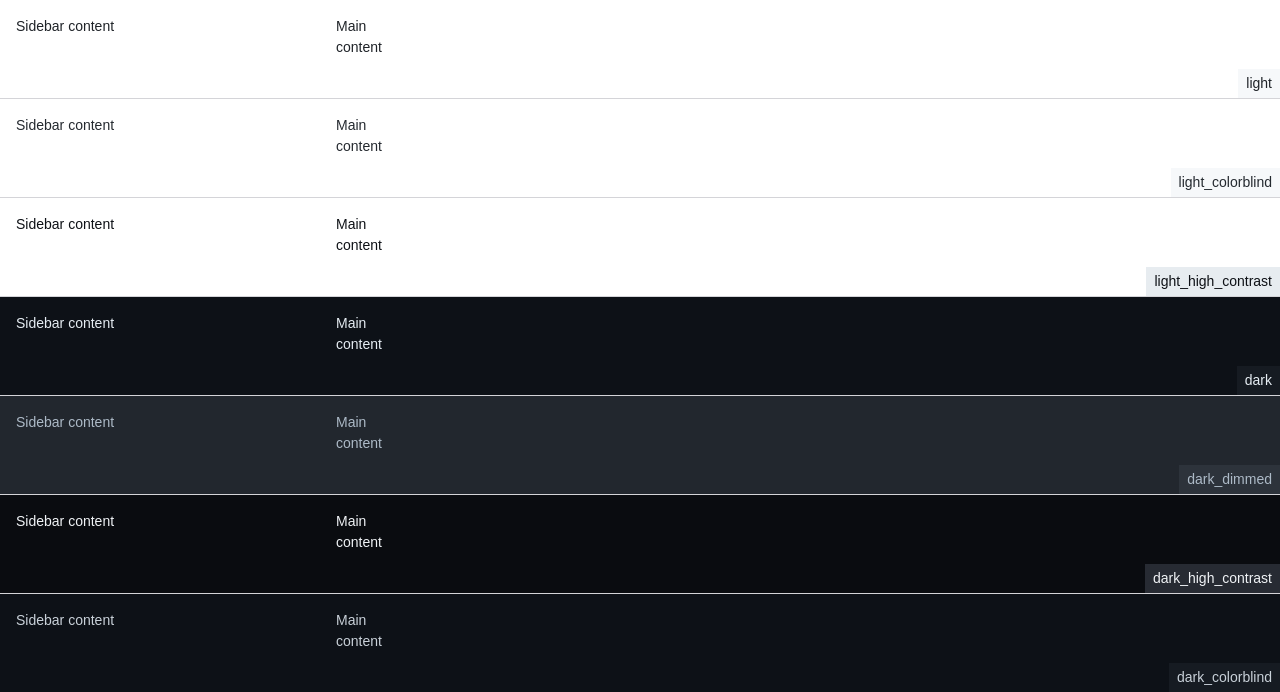 Sidebar content
Main
content
light
Sidebar content
Main
content
light_colorblind
Sidebar content
Main
content
light_high_contrast
Sidebar content
Main
content
dark
Sidebar content
Main
content
dark_dimmed
Sidebar content
Main
content
dark_high_contrast
Sidebar content
Main
content
dark_colorblind